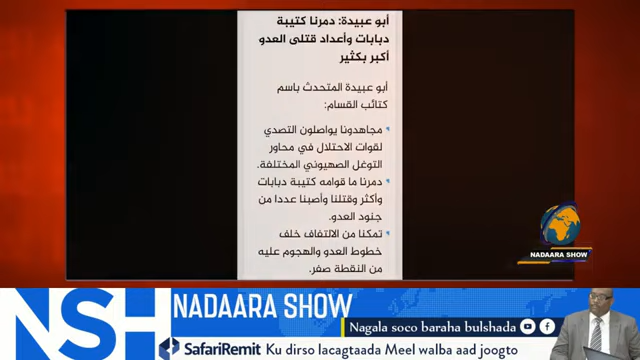 أبو عبيدة: دمرنا كتيبة
دبابات وأعداد قتلى العدو
أكبر بكثير
أبو عبيدة المتحدث باسم
كتائب القسام:
مجاهدونا يواصلون التصدي
لقوات الاحتلال في محاور
التوغل الصهيوني المختلفة.
دمرنا ما قوامه كتيبة دبابات
وأكثر وقتلنا وأصبنا عددا من
جنود العدو.
تمكنا من الالتفاف خلف
خطوط العدو والهجوم عليه
من النقطة صفر.
NADAARA SHOW
NSH
NADAARA SHOW
Nagala soco baraha bulshada
SafariRemit Ku dirso lacagtaada Meel walba aad joogto